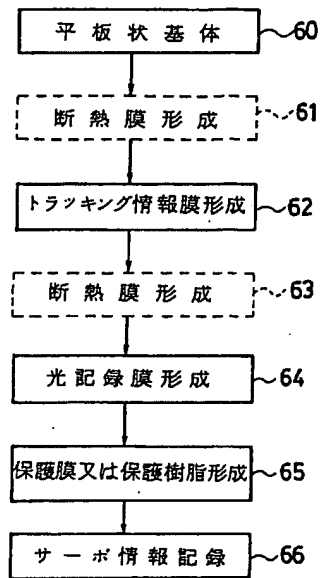 平板状基体 60
断熱膜形成 61
トラッキング情報膜形成 62
断熱膜形成 63
光記録膜形成 64
保護膜又は保護樹脂形成 65
サーボ情報記録 66